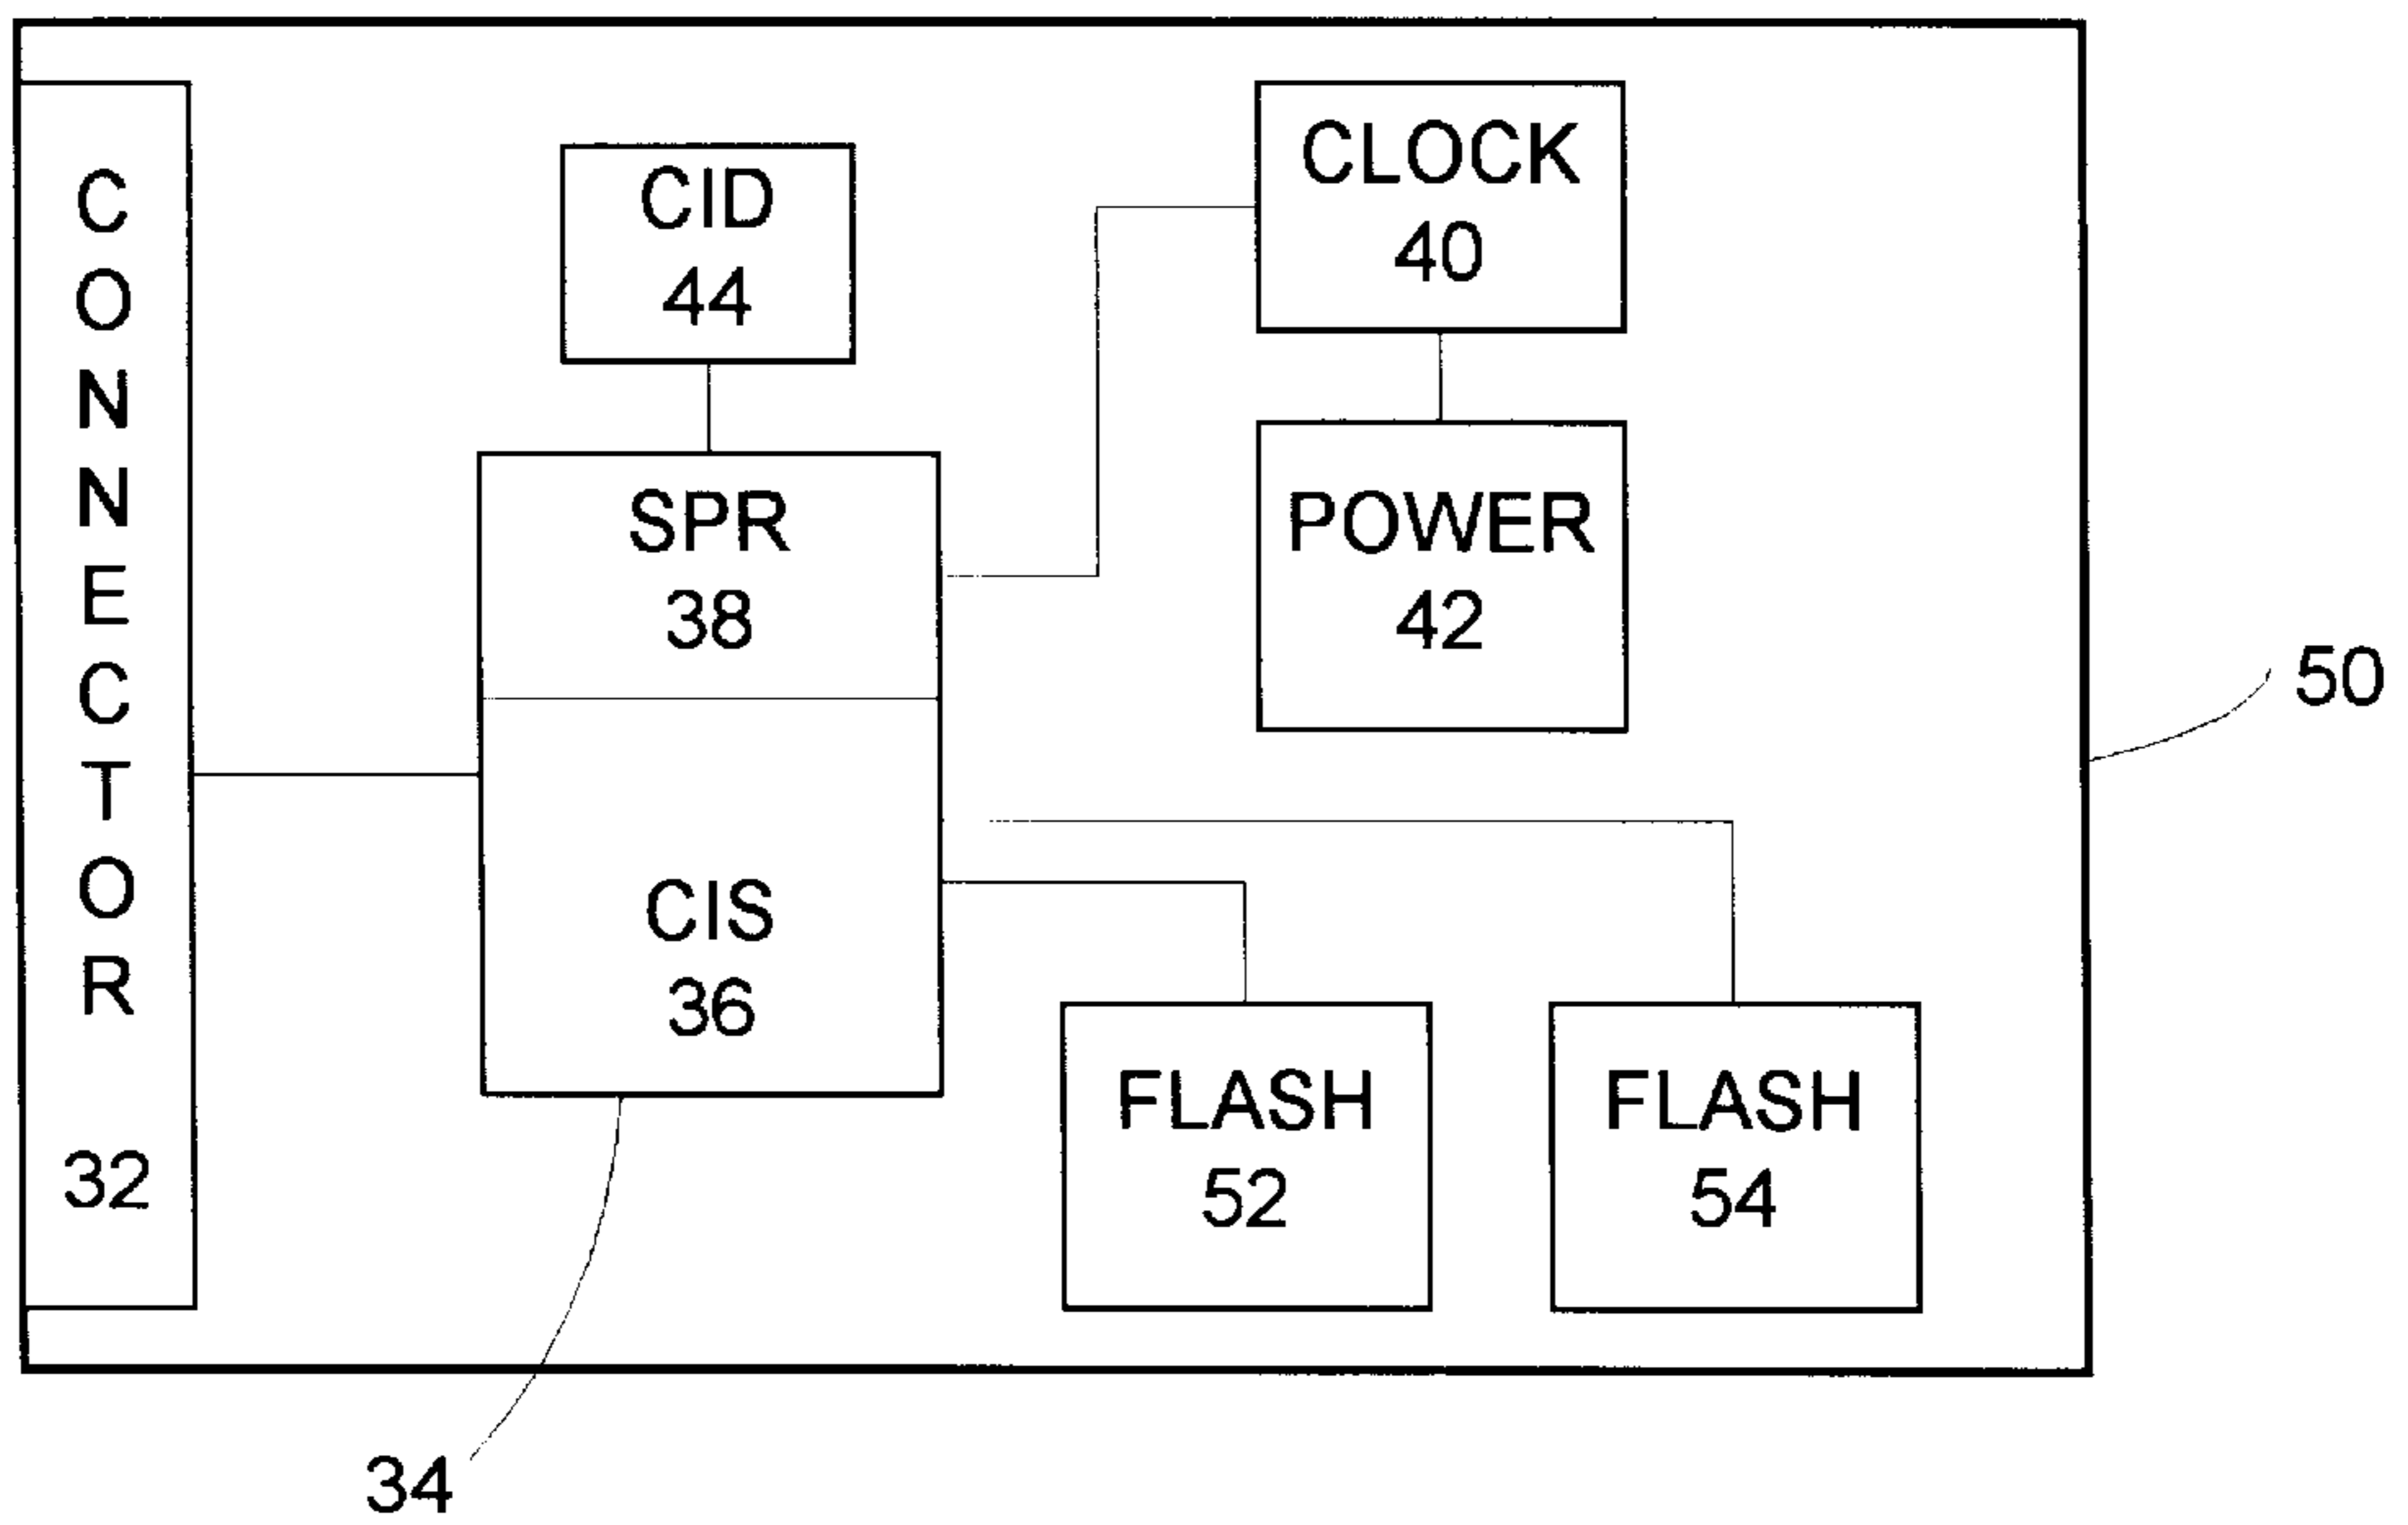 CONNECTOR
32
CID
44
SPR
38
CIS
36
CLOCK
40
POWER
42
FLASH
52
FLASH
54
50
34